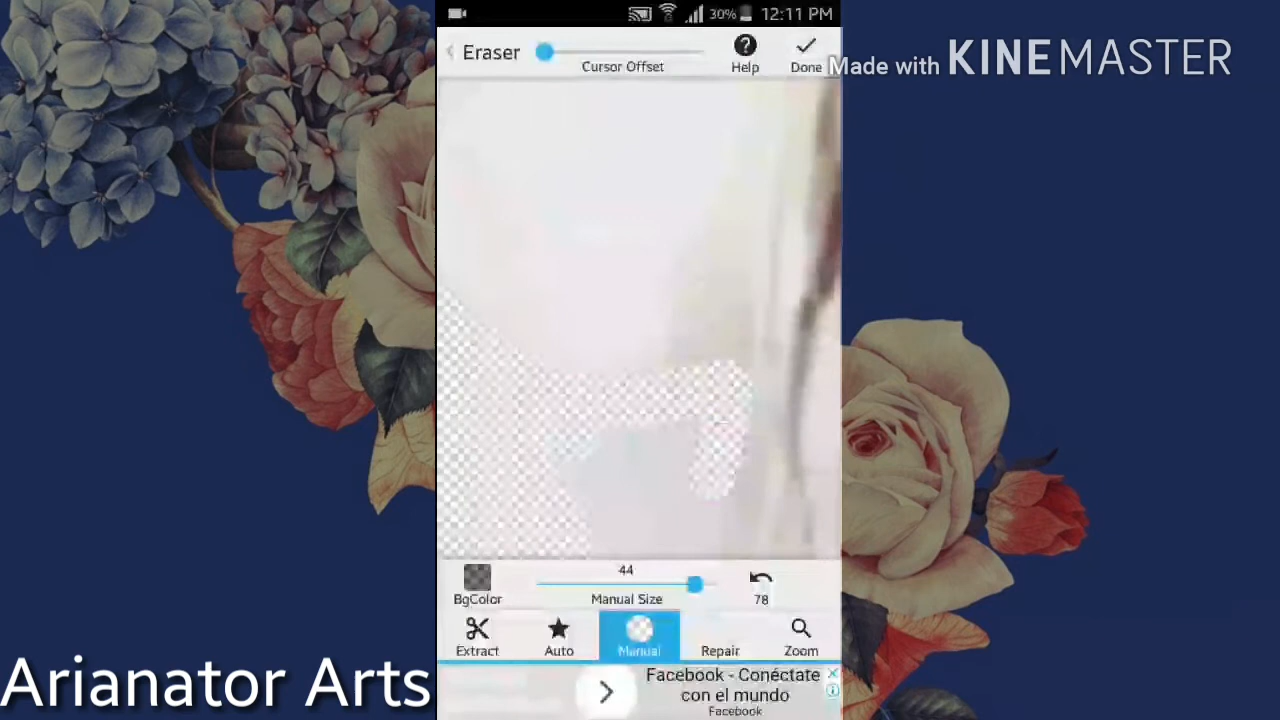 30% 12:11 PM
Eraser
Cursor Offset
Help
Done
Made with KINEMASTER
44
BgColor
Manual Size
78
Extract
Auto
Manual
Repair
Zoom
Arianator Arts
Facebook - Conéctate
con el mundo
Facebook